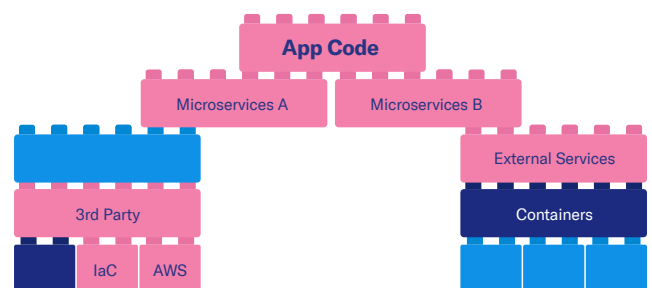 App Code
Microservices A
Microservices B
External Services
3rd Party
Containers
IaC
AWS